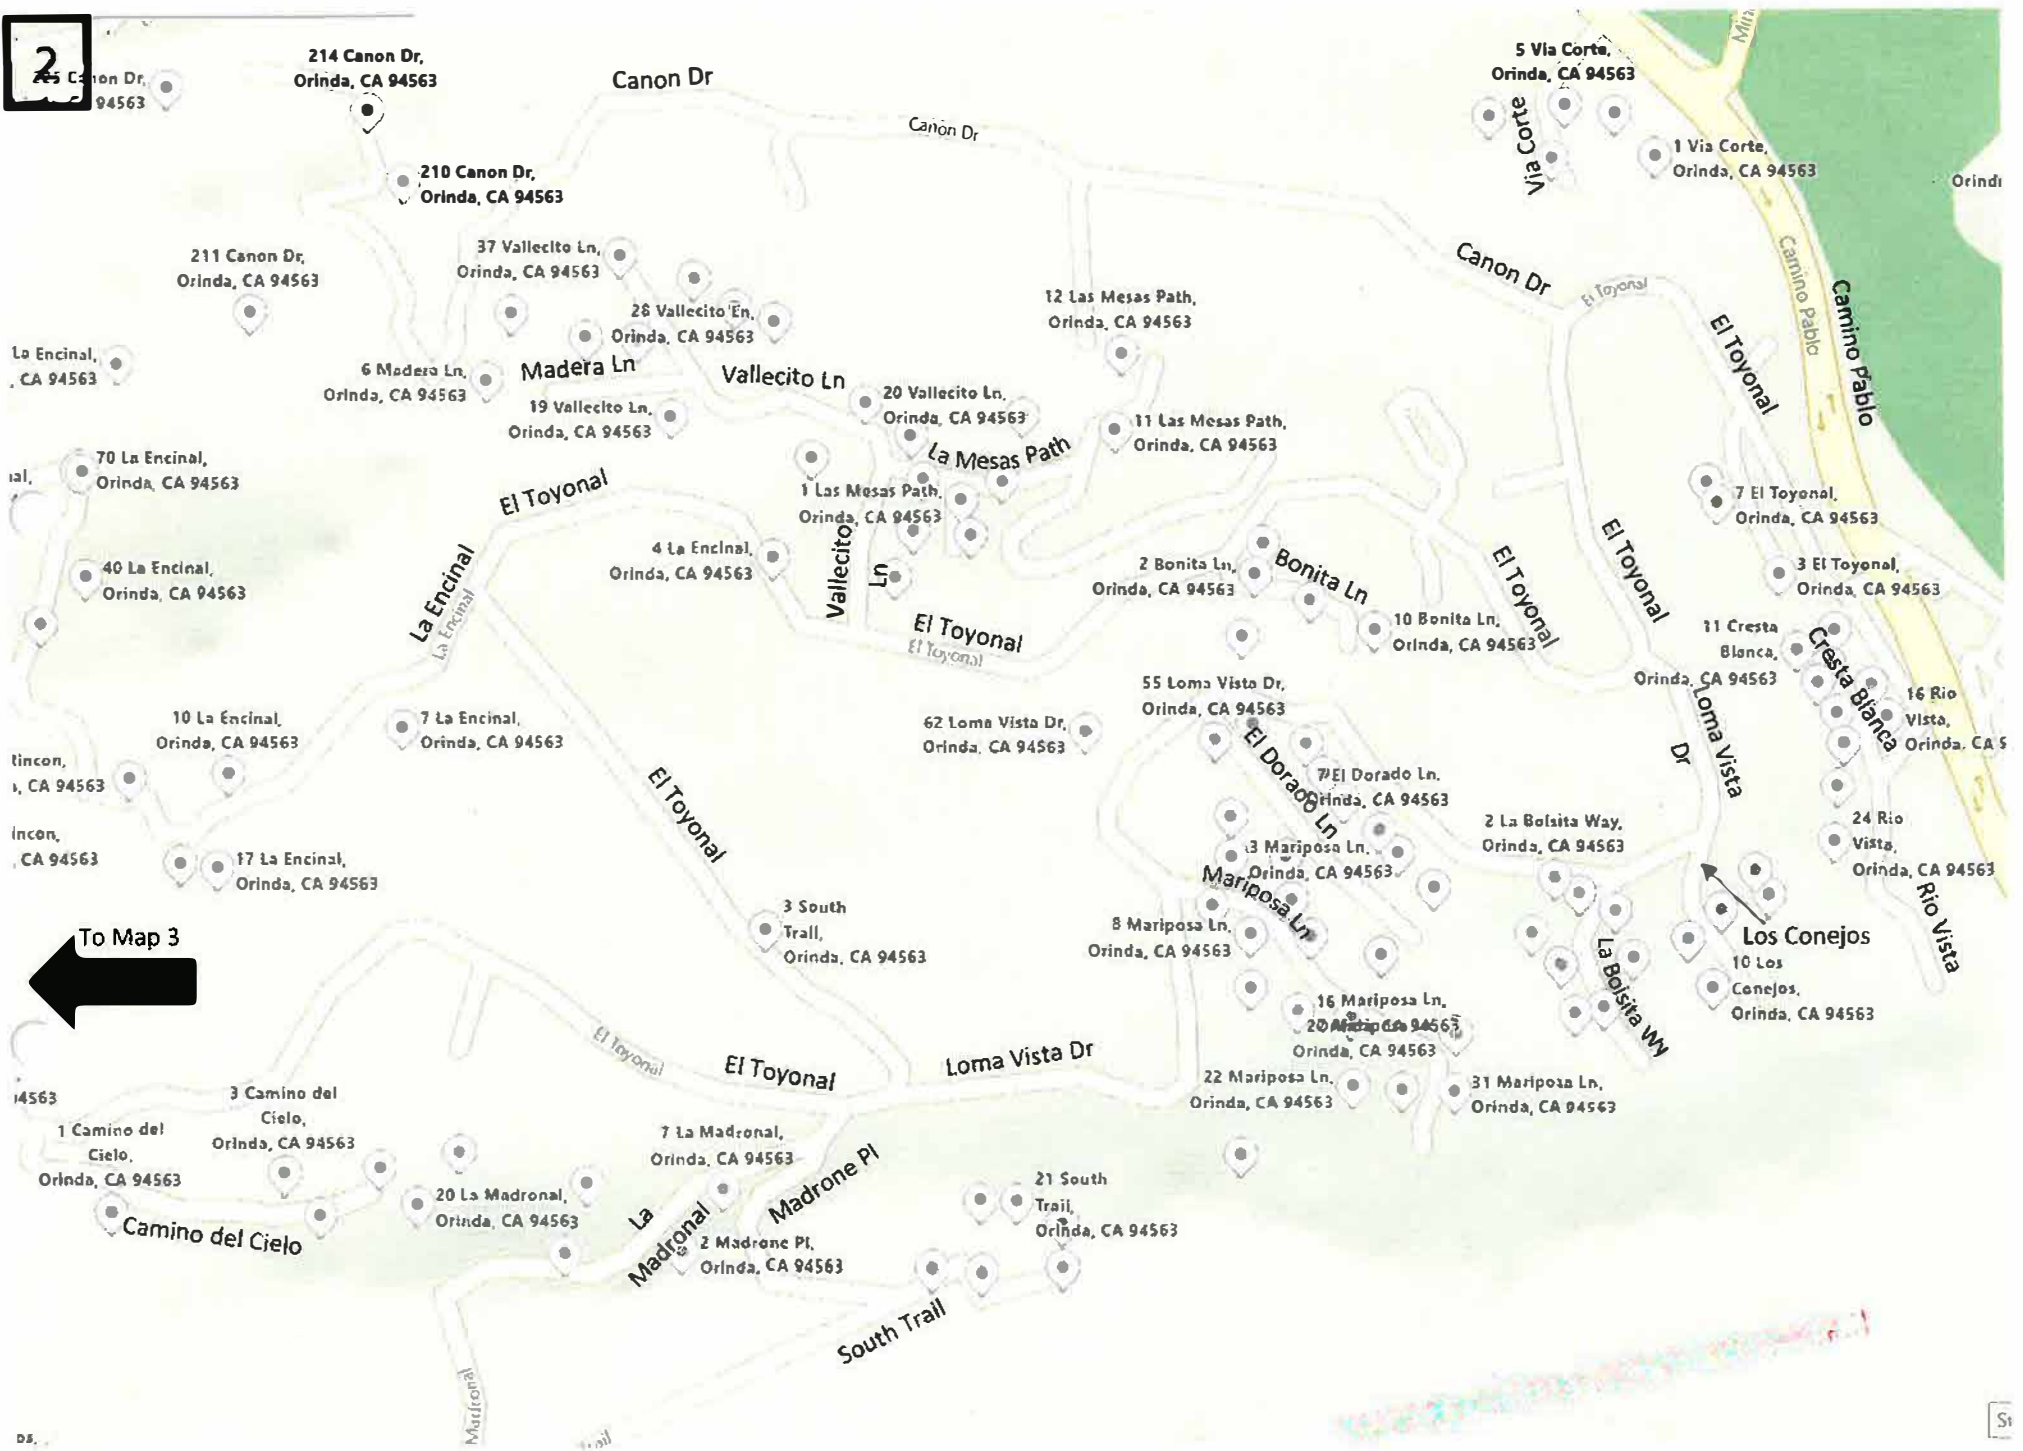 2
225 Canon Dr,
94563
214 Canon Dr,
Orinda, CA 94563
Canon Dr
Canon Dr
5 Via Corte,
Orinda, CA 94563
Via Corte
1 Via Corte,
Orinda, CA 94563
210 Canon Dr,
Orinda, CA 94563
211 Canon Dr,
Orinda, CA 94563
37 Vallecito Ln,
Orinda, CA 94563
28 Vallecito Ln,
Orinda, CA 94563
12 Las Mesas Path,
Orinda, CA 94563
Canon Dr
El Toyonal
El Toyonal
Camino Pablo
Camino Pablo
La Encinal,
, CA 94563
6 Madera Ln,
Orinda, CA 94563
Madera Ln
Vallecito Ln
19 Vallecito Ln,
Orinda, CA 94563
20 Vallecito Ln,
Orinda, CA 94563
La Mesas Path
11 Las Mesas Path,
Orinda, CA 94563
70 La Encinal,
Orinda, CA 94563
El Toyonal
1 Las Mesas Path,
Orinda, CA 94563
7 El Toyonal,
Orinda, CA 94563
40 La Encinal,
Orinda, CA 94563
La Encinal
La Encinal
4 La Encinal,
Orinda, CA 94563
Vallecito
Ln
2 Bonita Ln,
Orinda, CA 94563
Bonita Ln
10 Bonita Ln,
Orinda, CA 94563
El Toyonal
El Toyonal
3 El Toyonal,
Orinda, CA 94563
El Toyonal
El Toyonal
11 Cresta
Blanca,
Orinda, CA 94563
Cresta Blanca
16 Rio
Vista,
Orinda, CA 9
10 La Encinal,
Orinda, CA 94563
7 La Encinal,
Orinda, CA 94563
55 Loma Vista Dr,
Orinda, CA 94563
62 Loma Vista Dr,
Orinda, CA 94563
El Dorado Ln
Loma Vista
Dr
, CA 94563
7 El Dorado Ln,
Orinda, CA 94563
El Toyonal
CA 94563
17 La Encinal,
Orinda, CA 94563
3 Mariposa Ln,
Orinda, CA 94563
Mariposa Ln
2 La Bolsita Way,
Orinda, CA 94563
24 Rio
Vista,
Orinda, CA 94563
Rio Vista
To Map 3
3 South
Trail,
Orinda, CA 94563
8 Mariposa Ln,
Orinda, CA 94563
Los Conejos
10 Los
Conejos,
Orinda, CA 94563
La Bolsita Wy
16 Mariposa Ln,
Orinda, CA 94563
El Toyonal
El Toyonal
Loma Vista Dr
22 Mariposa Ln,
Orinda, CA 94563
31 Mariposa Ln,
Orinda, CA 94563
94563
3 Camino del
Cielo,
Orinda, CA 94563
1 Camino del
Cielo,
Orinda, CA 94563
Camino del Cielo
20 La Madronal,
Orinda, CA 94563
7 La Madronal,
Orinda, CA 94563
La
Madronal
Madrone Pl
2 Madrone Pl,
Orinda, CA 94563
21 South
Trail,
Orinda, CA 94563
South Trail
Madronal